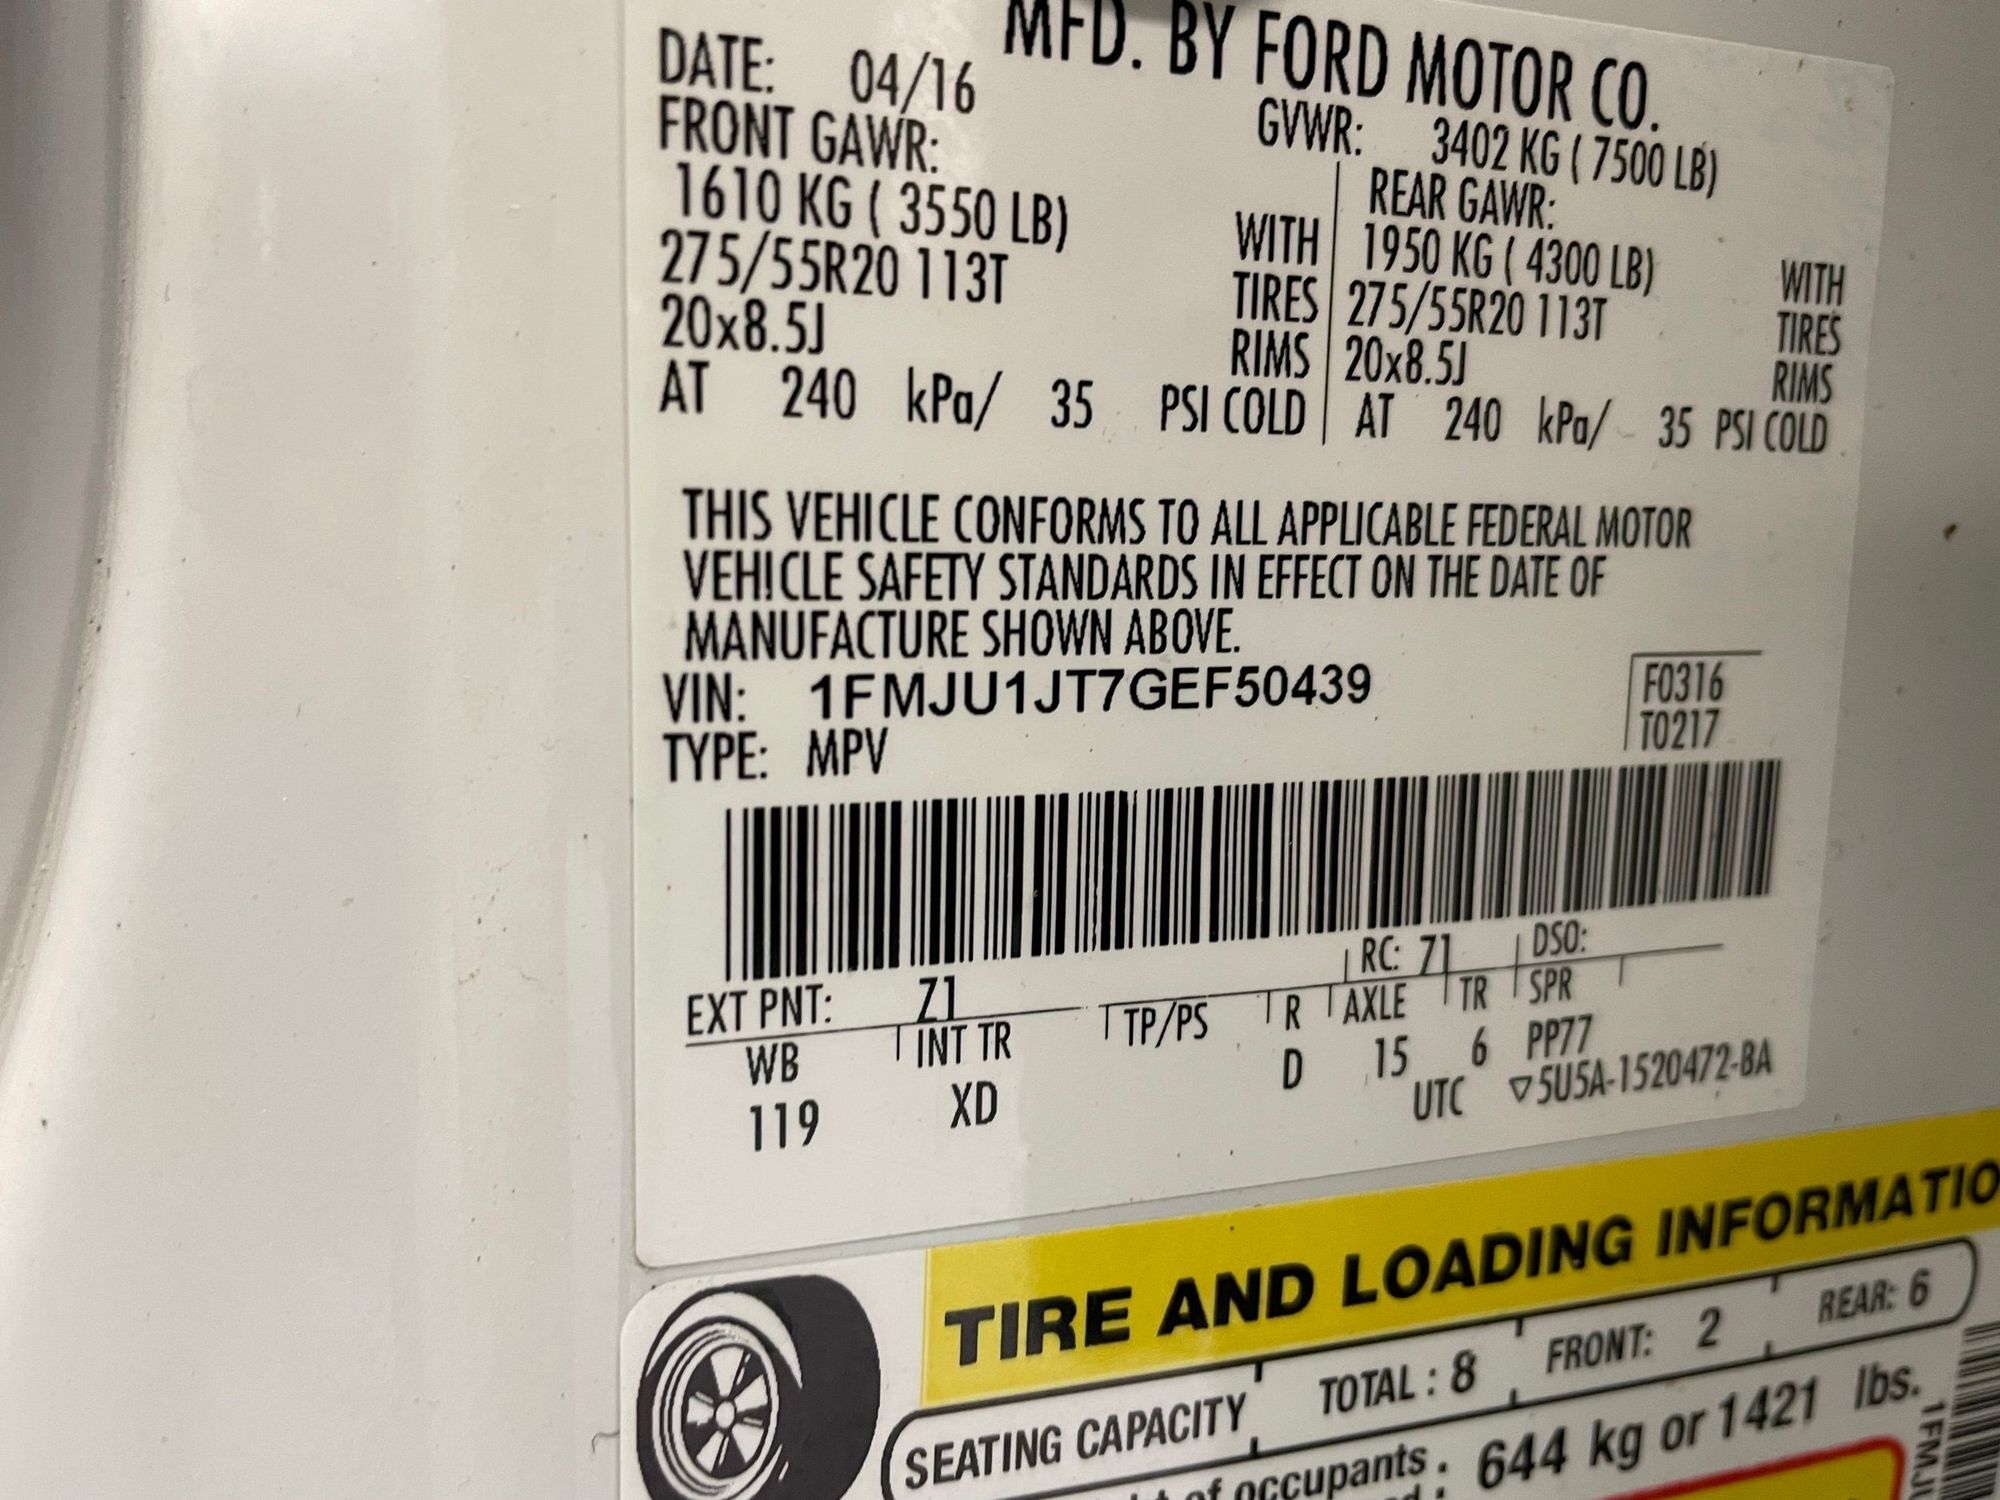 MFD. BY FORD MOTOR CO.
DATE: 04/16
GVWR: 3402 KG ( 7500 LB)
FRONT GAWR:
REAR GAWR:
1610 KG ( 3550 LB) WITH
1950 KG ( 4300 LB) WITH
275/55R20 113T TIRES
275/55R20 113T TIRES
20x8.5J RIMS
20x8.5J RIMS
AT 240 kPa/ 35 PSI COLD
AT 240 kPa/ 35 PSI COLD
THIS VEHICLE CONFORMS TO ALL APPLICABLE FEDERAL MOTOR
VEHICLE SAFETY STANDARDS IN EFFECT ON THE DATE OF
MANUFACTURE SHOWN ABOVE.
VIN: 1FMJU1JT7GEF50439
F0316
TYPE: MPV
T0217
EXT PNT: Z1 RC: 71 DSO:
WB INT TR TP/PS R AXLE TR SPR
119 XD D 15 6 PP77
UTC ▽5U5A-1520472-BA
TIRE AND LOADING INFORMATIO
SEATING CAPACITY TOTAL : 8 FRONT: 2 REAR: 6
of occupants : 644 kg or 1421 lbs.
1FMJU